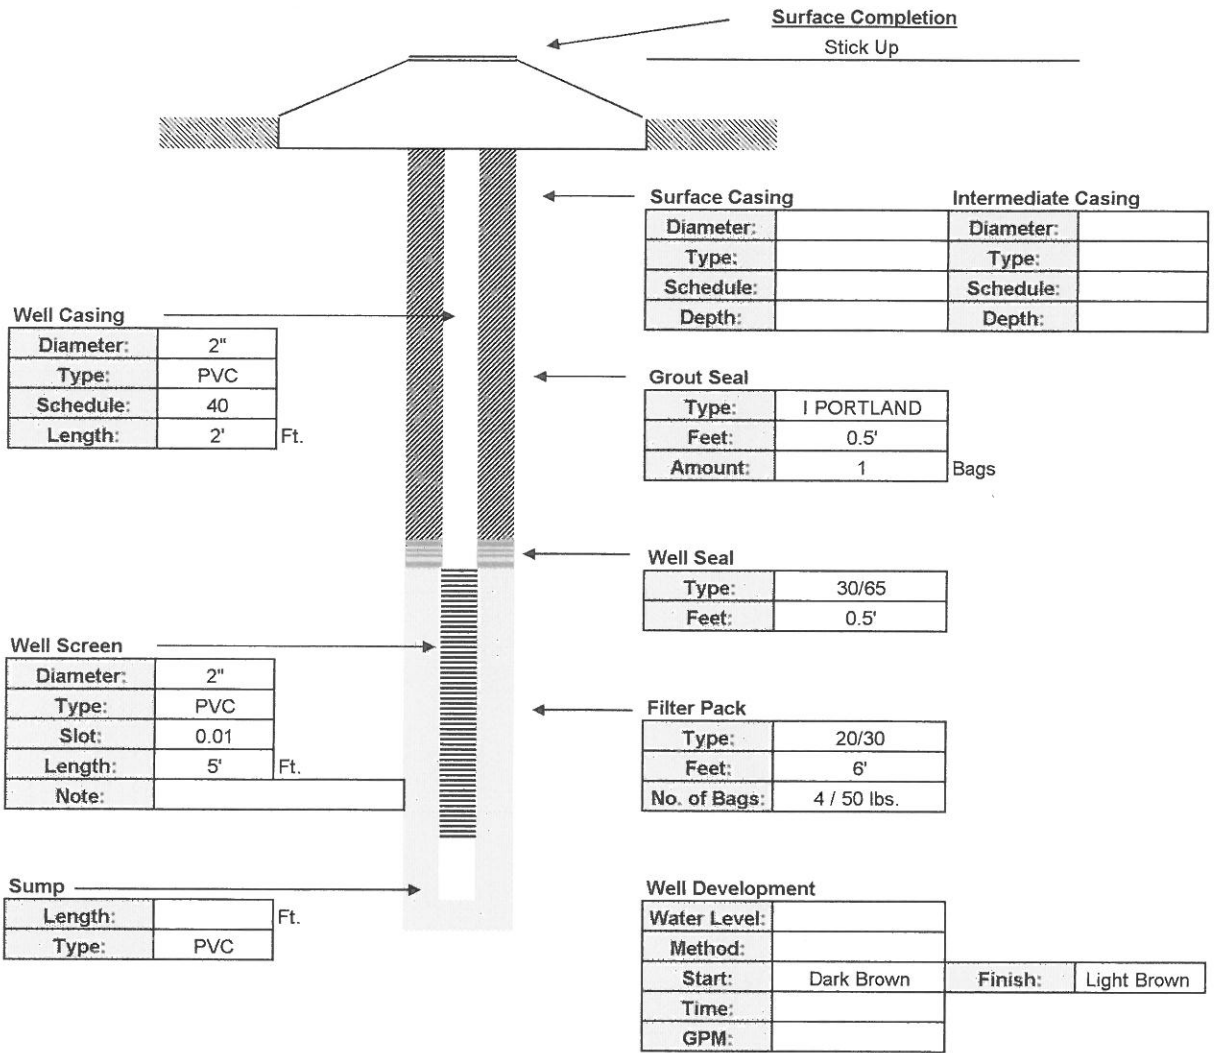 Surface Completion
Stick Up
Surface Casing
Diameter:
Type:
Schedule:
Depth:
Intermediate Casing
Diameter:
Type:
Schedule:
Depth:
Well Casing
Diameter: 2"
Type: PVC
Schedule: 40
Length: 2' Ft.
Grout Seal
Type: I PORTLAND
Feet: 0.5'
Amount: 1 Bags
Well Seal
Type: 30/65
Feet: 0.5'
Well Screen
Diameter: 2"
Type: PVC
Slot: 0.01
Length: 5' Ft.
Note:
Filter Pack
Type: 20/30
Feet: 6'
No. of Bags: 4 / 50 lbs.
Sump
Length: Ft.
Type: PVC
Well Development
Water Level:
Method:
Start: Dark Brown Finish: Light Brown
Time:
GPM: